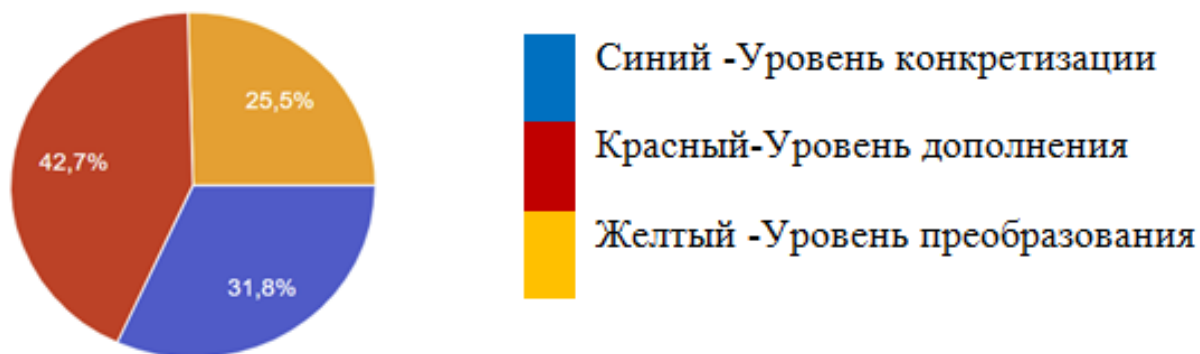 25,5%
42,7%
31,8%
Синий -Уровень конкретизации
Красный-Уровень дополнения
Желтый -Уровень преобразования